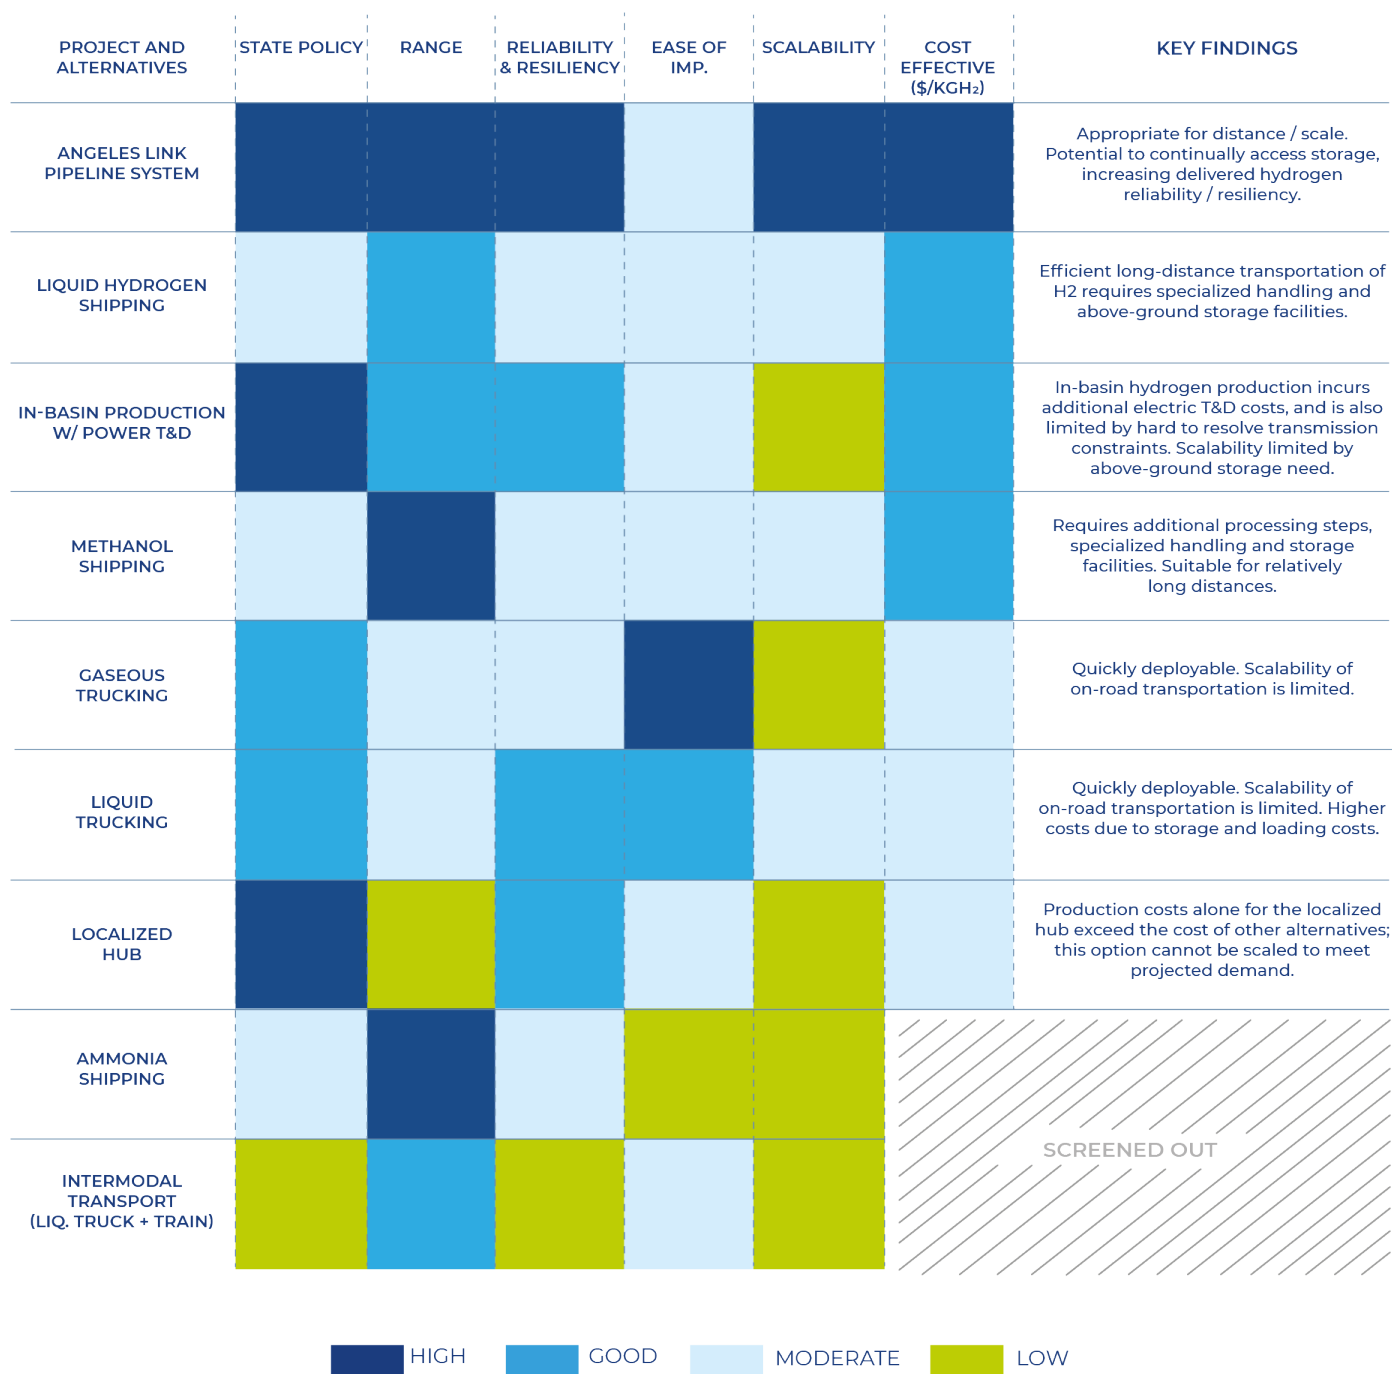 PROJECT AND
ALTERNATIVES
STATE POLICY
RANGE
RELIABILITY
& RESILIENCY
EASE OF
IMP.
SCALABILITY
COST
EFFECTIVE
($/KGH₂)
KEY FINDINGS
ANGELES LINK
PIPELINE SYSTEM
Appropriate for distance / scale.
Potential to continually access storage,
increasing delivered hydrogen
reliability / resiliency.
LIQUID HYDROGEN
SHIPPING
Efficient long-distance transportation of
H2 requires specialized handling and
above-ground storage facilities.
IN-BASIN PRODUCTION
W/ POWER T&D
In-basin hydrogen production incurs
additional electric T&D costs, and is also
limited by hard to resolve transmission
constraints. Scalability limited by
above-ground storage need.
METHANOL
SHIPPING
Requires additional processing steps,
specialized handling and storage
facilities. Suitable for relatively
long distances.
GASEOUS
TRUCKING
Quickly deployable. Scalability of
on-road transportation is limited.
LIQUID
TRUCKING
Quickly deployable. Scalability of
on-road transportation is limited. Higher
costs due to storage and loading costs.
LOCALIZED
HUB
Production costs alone for the localized
hub exceed the cost of other alternatives;
this option cannot be scaled to meet
projected demand.
AMMONIA
SHIPPING
SCREENED OUT
INTERMODAL
TRANSPORT
(LIQ. TRUCK + TRAIN)
HIGH
GOOD
MODERATE
LOW